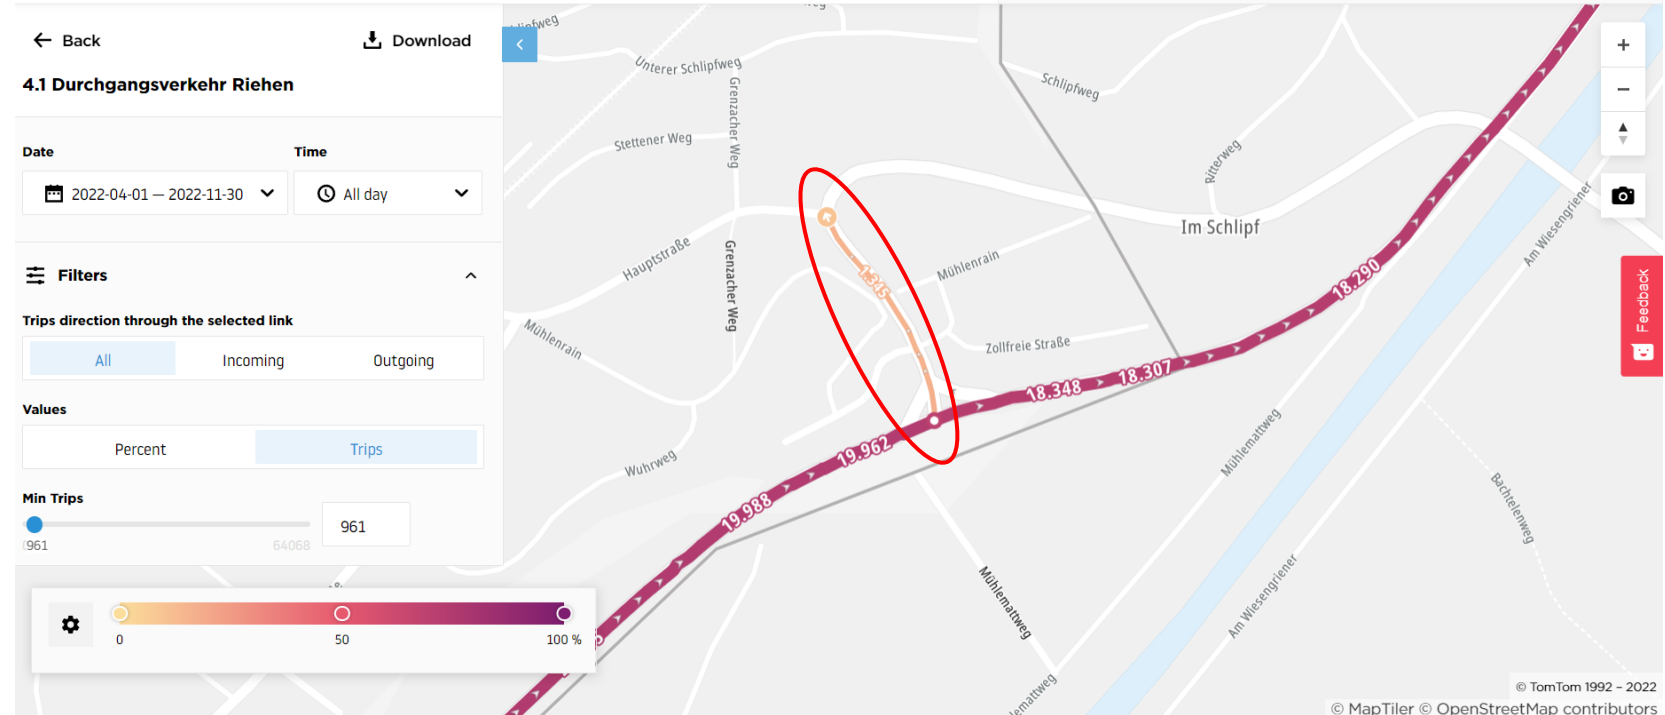 Back
Download
4.1 Durchgangsverkehr Riehen
Date
Time
2022-04-01 — 2022-11-30
All day
Filters
Trips direction through the selected link
All
Incoming
Outgoing
Values
Percent
Trips
Min Trips
961
961
64068
0
50
100 %
Unterer Schlipfweg
Grenzacher Weg
Stettener Weg
Schlipfweg
Ritterweg
Im Schlipf
Am Wiesengriener
Hauptstraße
Grenzacher Weg
Mühlenrain
Mühlenrain
1.345
Zollfreie Straße
18.290
18.307
18.348
19.962
19.988
Wuhrweg
Mühlemattweg
Mühlemattweg
Bachtelenweg
Am Wiesengriener
Feedback
© TomTom 1992 - 2022
© MapTiler © OpenStreetMap contributors